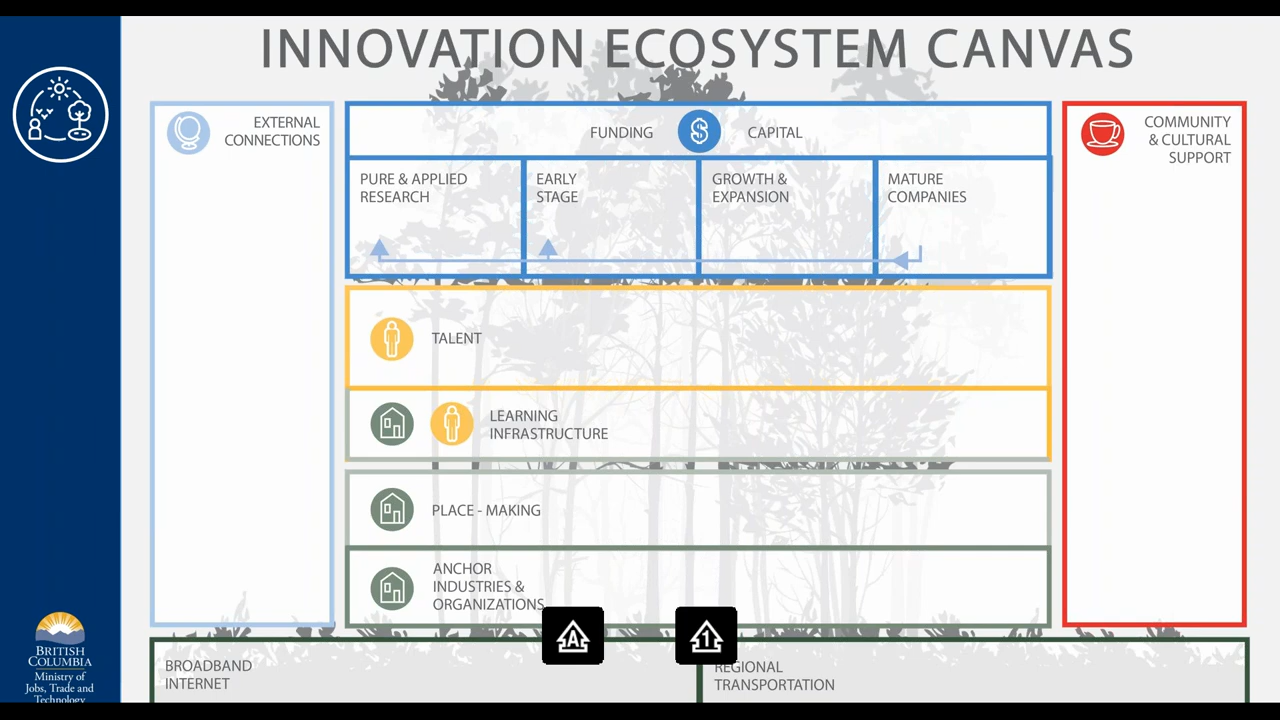 INNOVATION ECOSYSTEM CANVAS
EXTERNAL
CONNECTIONS
FUNDING $ CAPITAL
PURE & APPLIED
RESEARCH
EARLY
STAGE
GROWTH &
EXPANSION
MATURE
COMPANIES
COMMUNITY
& CULTURAL
SUPPORT
TALENT
LEARNING
INFRASTRUCTURE
PLACE - MAKING
ANCHOR
INDUSTRIES &
ORGANIZATIONS
A
1
BROADBAND
INTERNET
REGIONAL
TRANSPORTATION
BRITISH
COLUMBIA
Ministry of
Jobs, Trade and
Technology